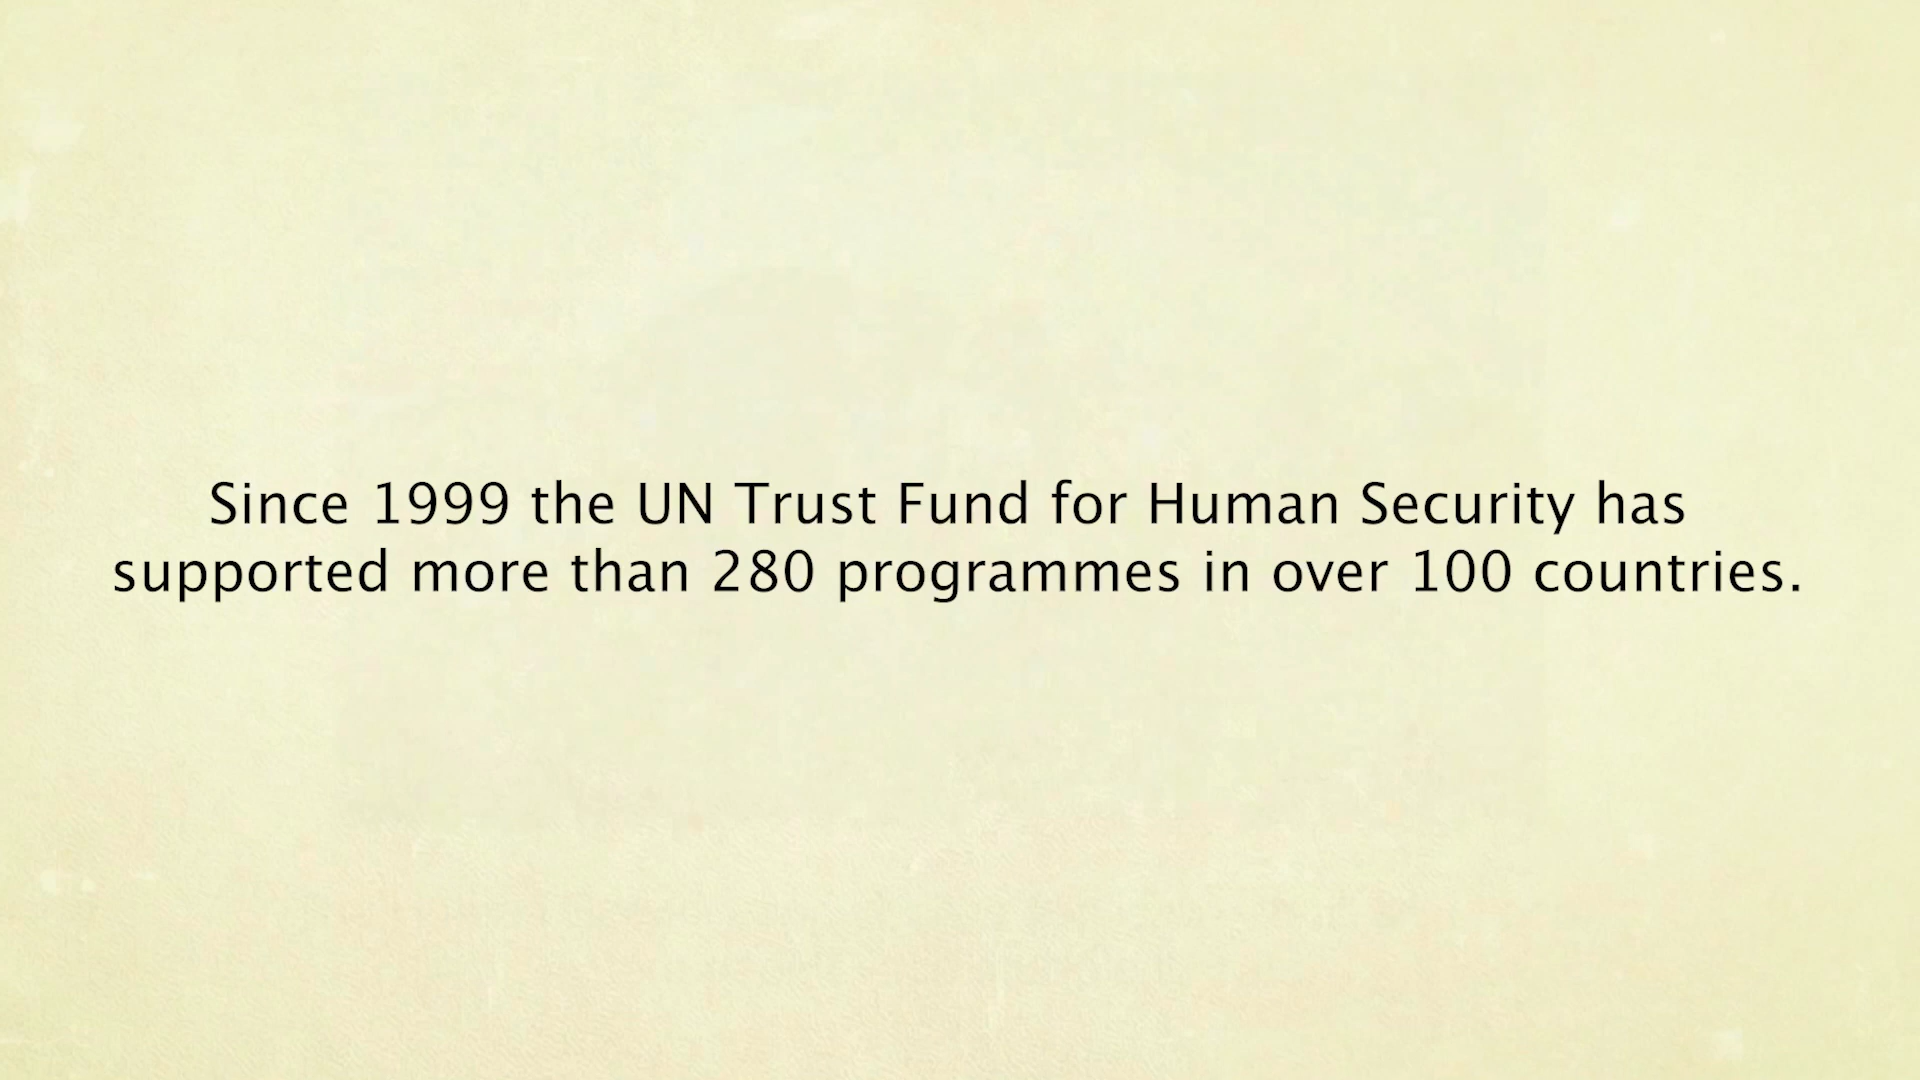 Since 1999 the UN Trust Fund for Human Security has
supported more than 280 programmes in over 100 countries.